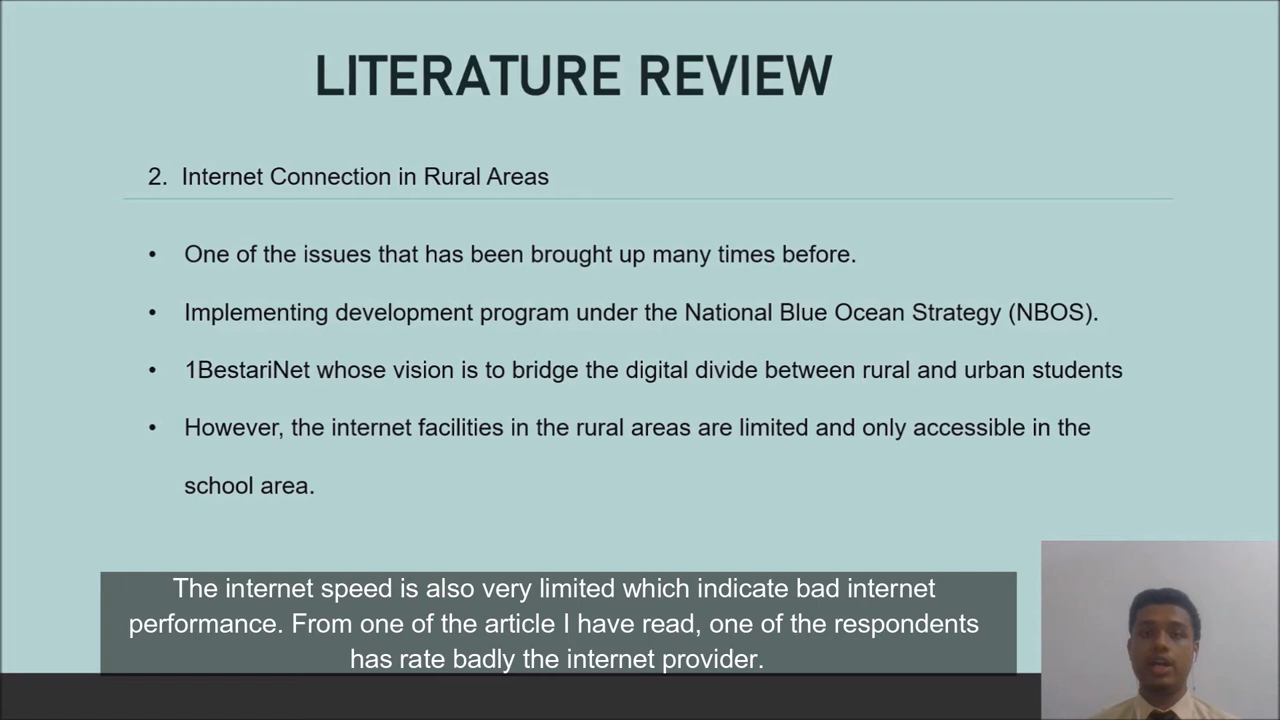 LITERATURE REVIEW
2. Internet Connection in Rural Areas
• One of the issues that has been brought up many times before.
• Implementing development program under the National Blue Ocean Strategy (NBOS).
• 1BestariNet whose vision is to bridge the digital divide between rural and urban students
• However, the internet facilities in the rural areas are limited and only accessible in the
school area.
The internet speed is also very limited which indicate bad internet
performance. From one of the article I have read, one of the respondents
has rate badly the internet provider.